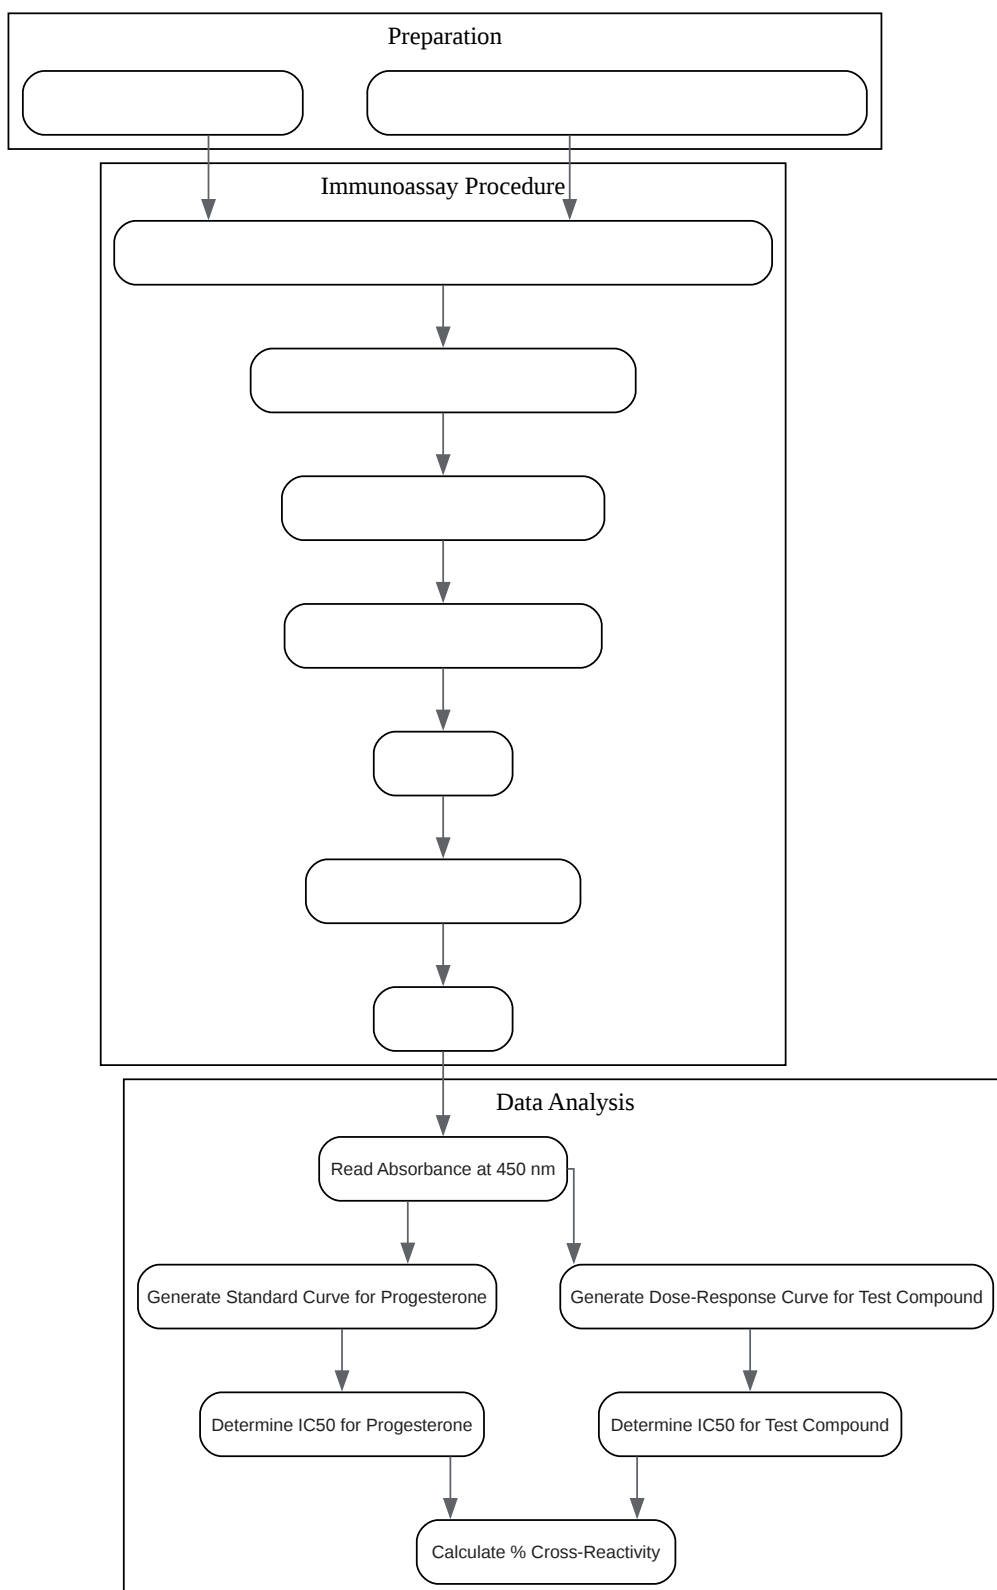 Preparation
Immunoassay Procedure
Data Analysis
Read Absorbance at 450 nm
Generate Standard Curve for Progesterone
Generate Dose-Response Curve for Test Compound
Determine IC50 for Progesterone
Determine IC50 for Test Compound
Calculate % Cross-Reactivity